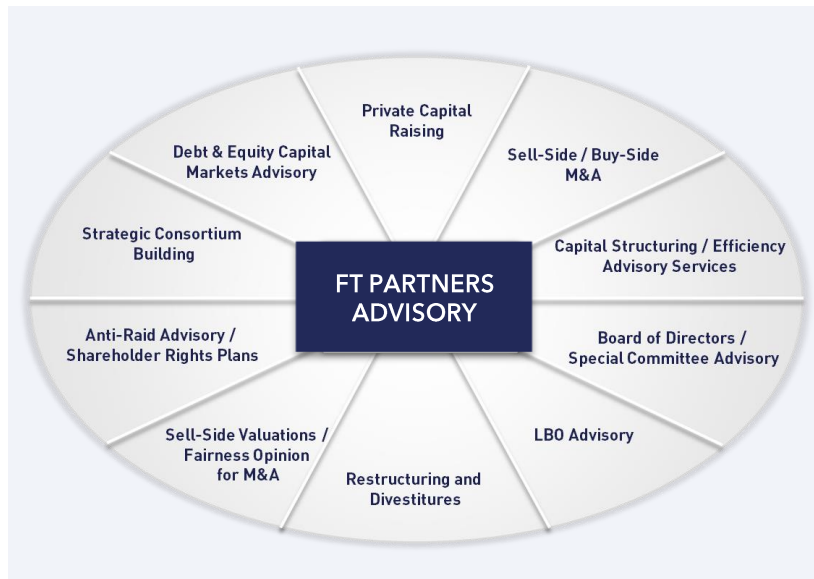 Private Capital
Raising
Sell-Side / Buy-Side
M&A
Capital Structuring / Efficiency
Advisory Services
Board of Directors /
Special Committee Advisory
LBO Advisory
Restructuring and
Divestitures
Sell-Side Valuations /
Fairness Opinion
for M&A
Anti-Raid Advisory /
Shareholder Rights Plans
Strategic Consortium
Building
Debt & Equity Capital
Markets Advisory
FT PARTNERS
ADVISORY